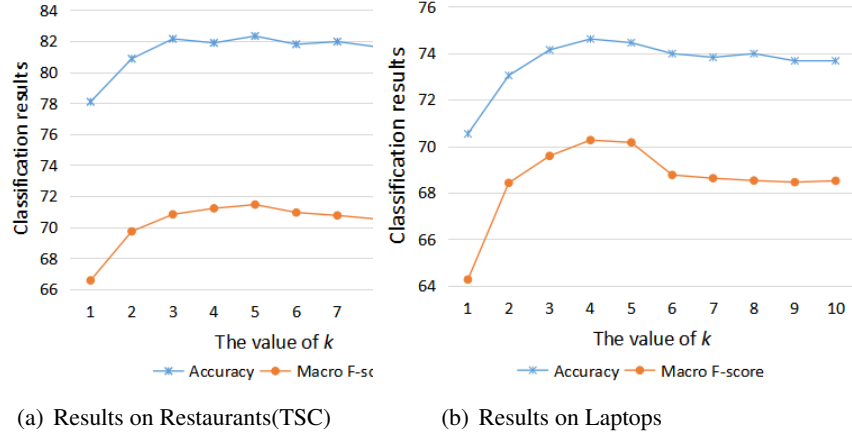 84
82
80
78
76
74
72
70
68
66
Classification results
1 2 3 4 5 6 7
The value of k
Accuracy Macro F-sc
(a) Results on Restaurants(TSC)
76
74
72
70
68
66
64
Classification results
1 2 3 4 5 6 7 8 9 10
The value of k
Accuracy Macro F-score
(b) Results on Laptops